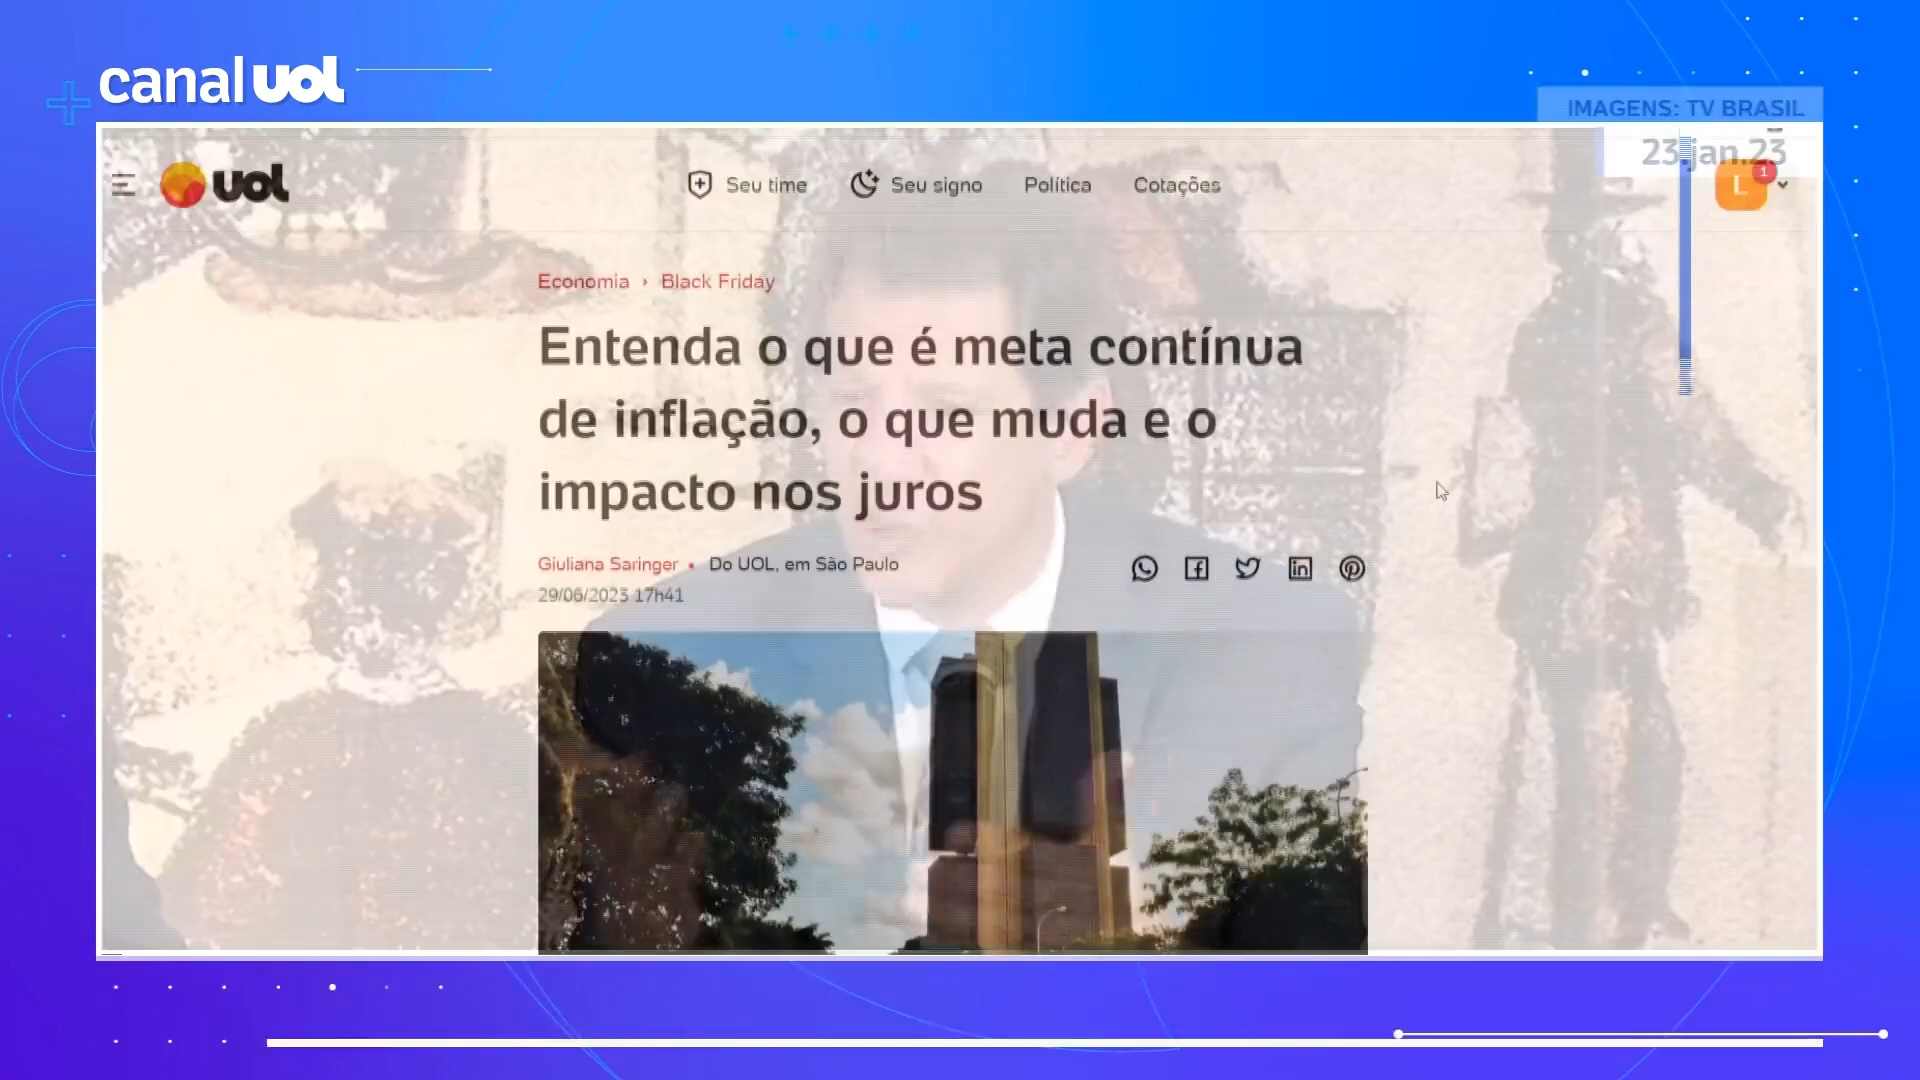 canal uol
IMAGENS: TV BRASIL
23 jan.23
uol
Seu time
Seu signo
Política
Cotações
L
1
Economia › Black Friday
Entenda o que é meta contínua
de inflação, o que muda e o
impacto nos juros
Giuliana Saringer • Do UOL, em São Paulo
29/06/2023 17h41